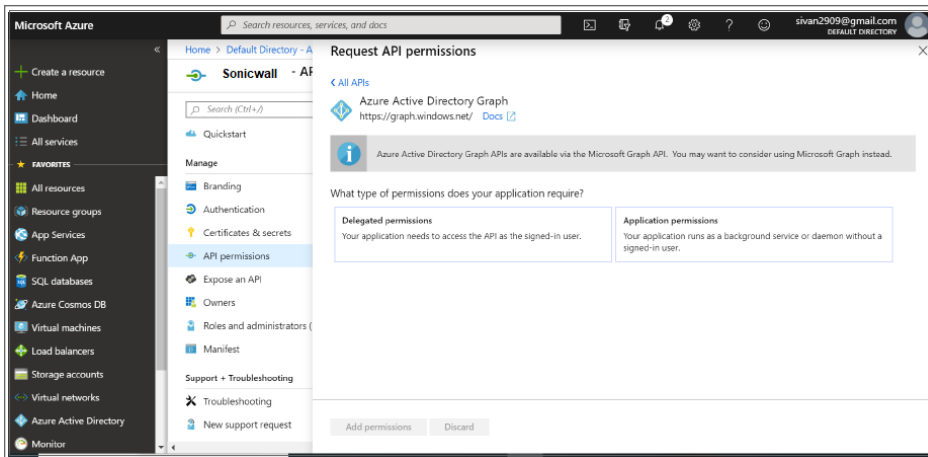 Microsoft Azure
Search resources, services, and docs
2
sivan2909@gmail.com
DEFAULT DIRECTORY
«
Create a resource
Home
Dashboard
All services
FAVORITES
All resources
Resource groups
App Services
Function App
SQL databases
Azure Cosmos DB
Virtual machines
Load balancers
Storage accounts
Virtual networks
Azure Active Directory
Monitor
Home > Default Directory - A
Sonicwall - AP
Search (Ctrl+/)
Quickstart
Manage
Branding
Authentication
Certificates & secrets
API permissions
Expose an API
Owners
Roles and administrators (
Manifest
Support + Troubleshooting
Troubleshooting
New support request
Request API permissions
All APIs
Azure Active Directory Graph
https://graph.windows.net/ Docs
Azure Active Directory Graph APIs are available via the Microsoft Graph API. You may want to consider using Microsoft Graph instead.
What type of permissions does your application require?
Delegated permissions
Your application needs to access the API as the signed-in user.
Application permissions
Your application runs as a background service or daemon without a
signed-in user.
Add permissions
Discard